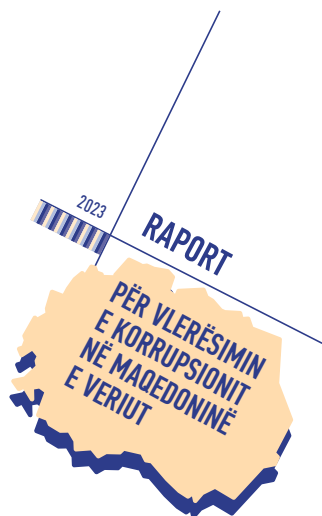 2023
RAPORT
PËR VLERËSIMIN
E KORRUPSIONIT
NË MAQEDONINË
E VERIUT